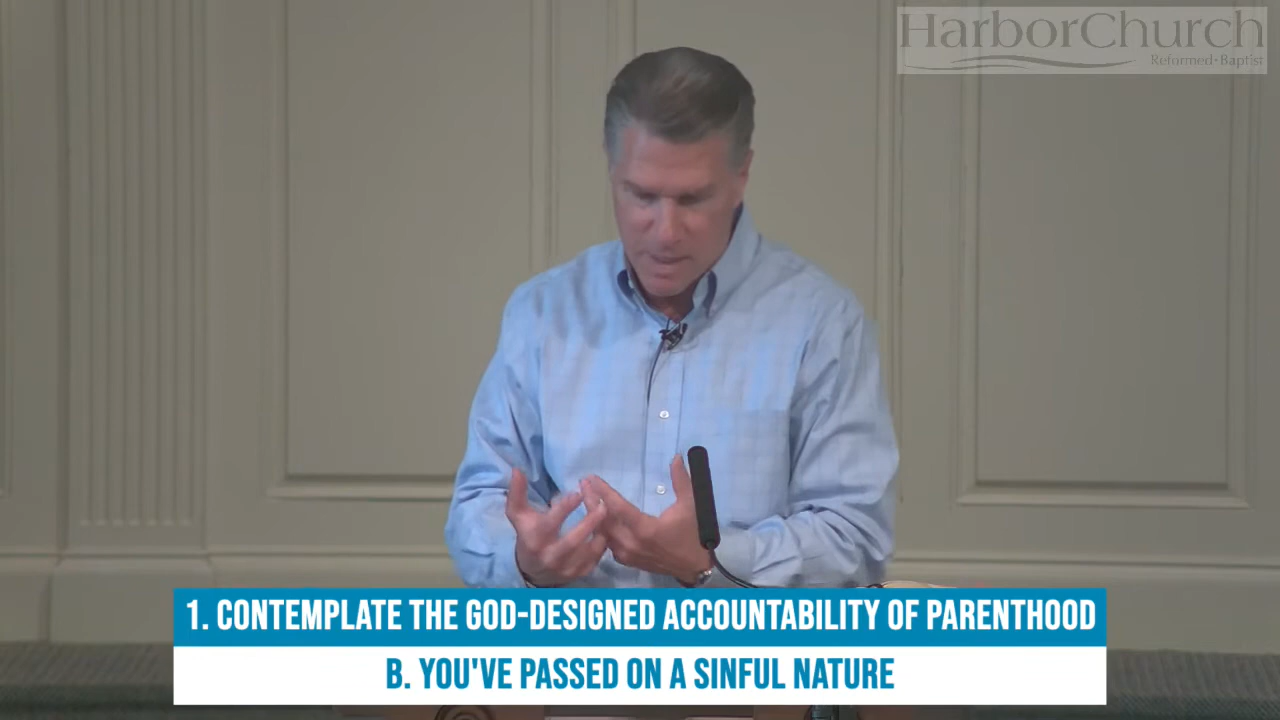 HarborChurch
Reformed•Baptist
1. CONTEMPLATE THE GOD-DESIGNED ACCOUNTABILITY OF PARENTHOOD
B. YOU'VE PASSED ON A SINFUL NATURE